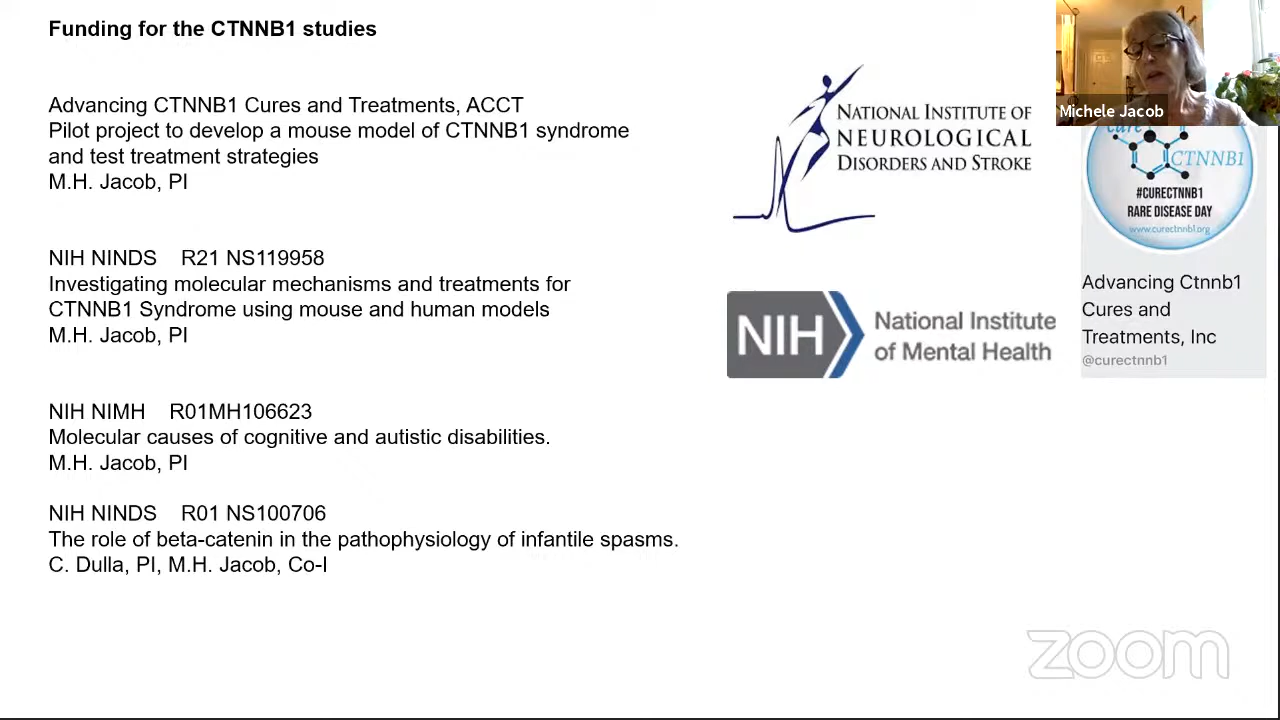 Funding for the CTNNB1 studies
Advancing CTNNB1 Cures and Treatments, ACCT
Pilot project to develop a mouse model of CTNNB1 syndrome
and test treatment strategies
M.H. Jacob, PI
NIH NINDS R21 NS119958
Investigating molecular mechanisms and treatments for
CTNNB1 Syndrome using mouse and human models
M.H. Jacob, PI
NIH NIMH R01MH106623
Molecular causes of cognitive and autistic disabilities.
M.H. Jacob, PI
NIH NINDS R01 NS100706
The role of beta-catenin in the pathophysiology of infantile spasms.
C. Dulla, PI, M.H. Jacob, Co-I
NATIONAL INSTITUTE OF
NEUROLOGICAL
DISORDERS AND STROKE
NIH
National Institute
of Mental Health
Michele Jacob
cure
CTNNB1
#CURECTNNB1
RARE DISEASE DAY
www.curectnnb1.org
Advancing Ctnnb1
Cures and
Treatments, Inc
@curectnnb1
zoom